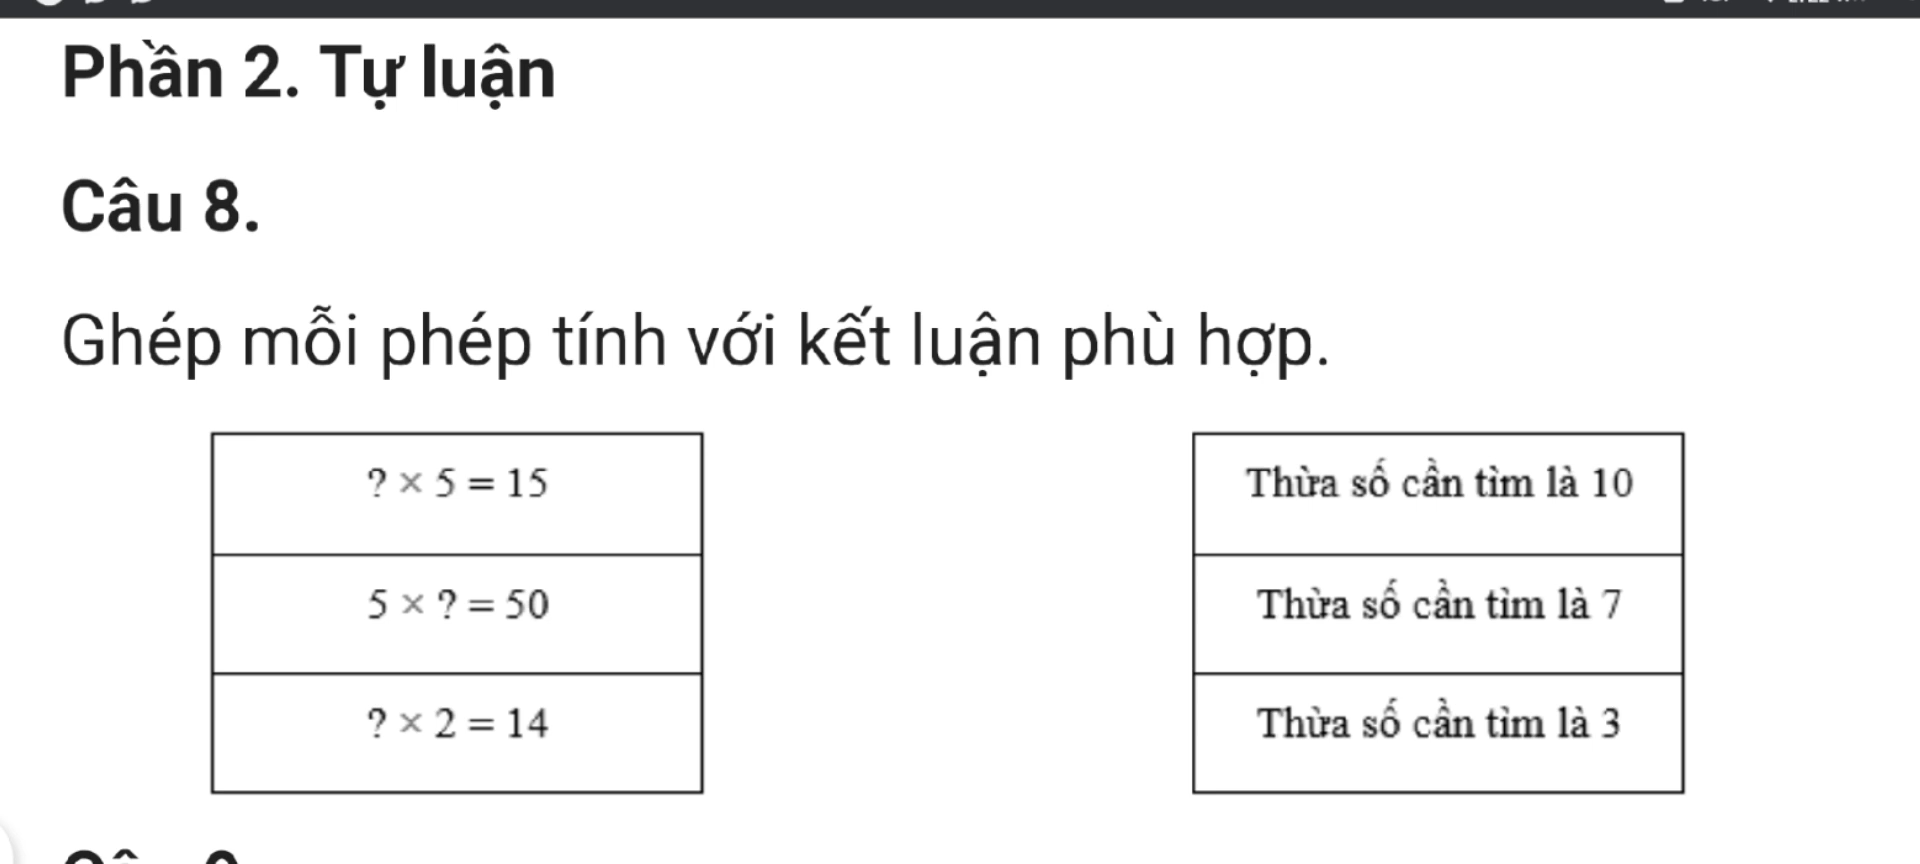 Phần 2. Tự luận
Câu 8.
Ghép mỗi phép tính với kết luận phù hợp.
? × 5 = 15
Thừa số cần tìm là 10
5 × ? = 50
Thừa số cần tìm là 7
? × 2 = 14
Thừa số cần tìm là 3